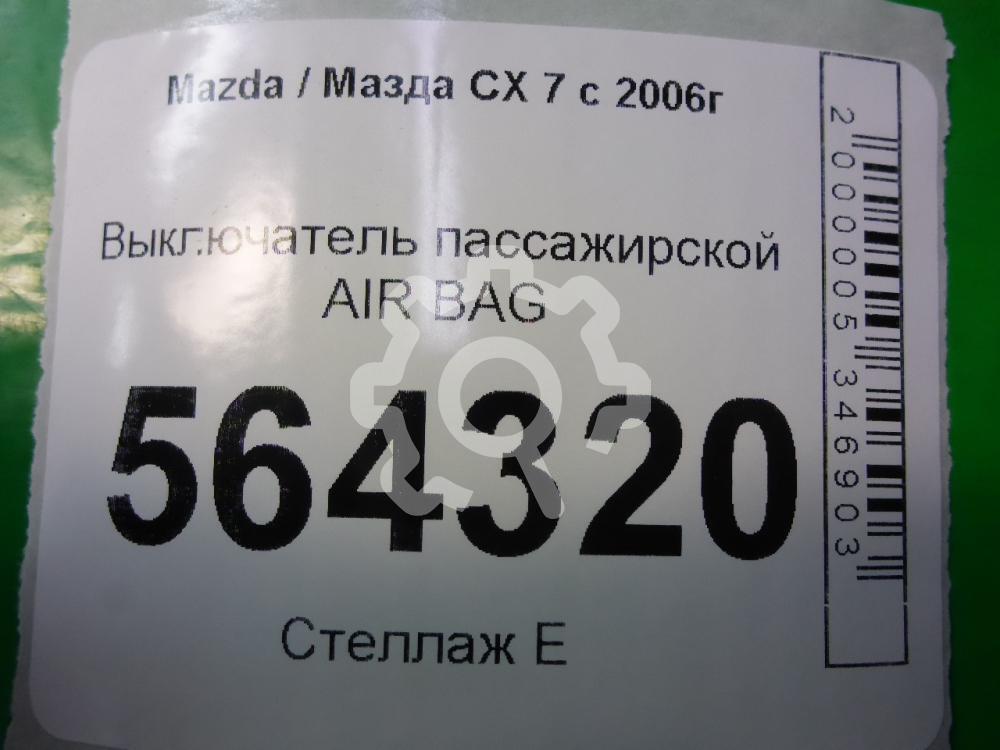 Mazda / Мазда CX 7 с 2006г
Выключатель пассажирской
AIR BAG
564320
Стеллаж E
2000005346903